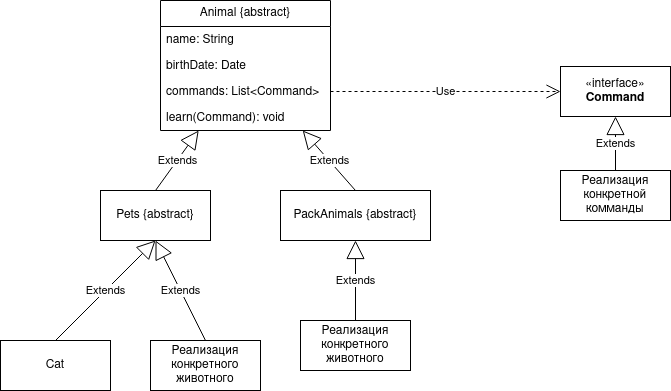 Animal {abstract}
name: String
birthDate: Date
commands: List<Command>
learn(Command): void
Use
«interface»
Command
Extends
Extends
Extends
Реализация
конкретной
комманды
Pets {abstract}
PackAnimals {abstract}
Extends
Extends
Extends
Cat
Реализация
конкретного
животного
Реализация
конкретного
животного